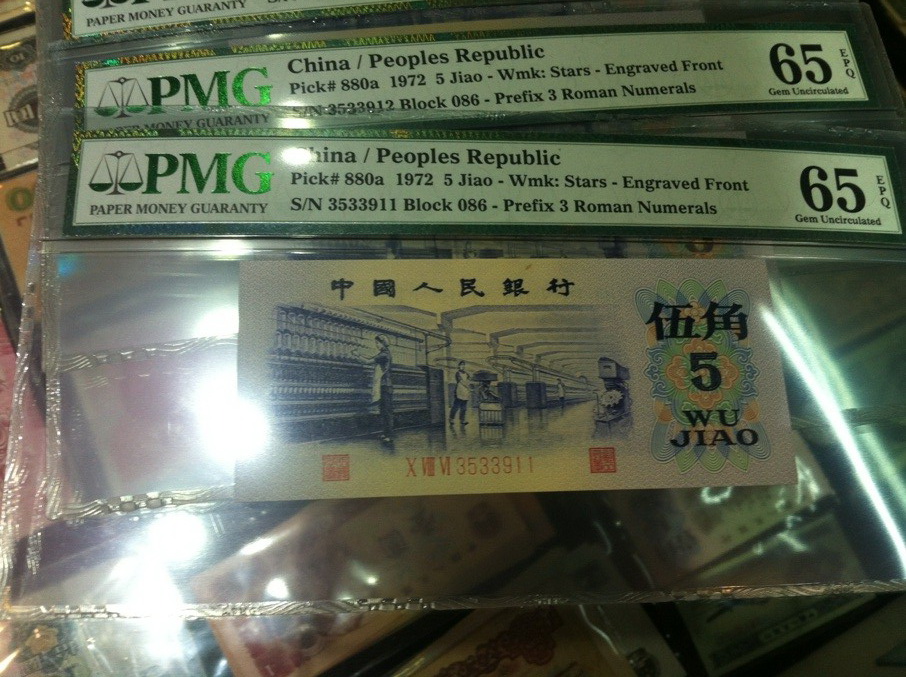 PAPER MONEY GUARANTY
PMG
China / Peoples Republic
Pick# 880a 1972 5 Jiao - Wmk: Stars - Engraved Front
S/N 3533912 Block 086 - Prefix 3 Roman Numerals
PAPER MONEY GUARANTY
65
EPQ
Gem Uncirculated
PMG
China / Peoples Republic
Pick# 880a 1972 5 Jiao - Wmk: Stars - Engraved Front
S/N 3533911 Block 086 - Prefix 3 Roman Numerals
PAPER MONEY GUARANTY
65
EPQ
Gem Uncirculated
中國人民銀行
伍角
5
WU
JIAO
X VIII VI 3533911